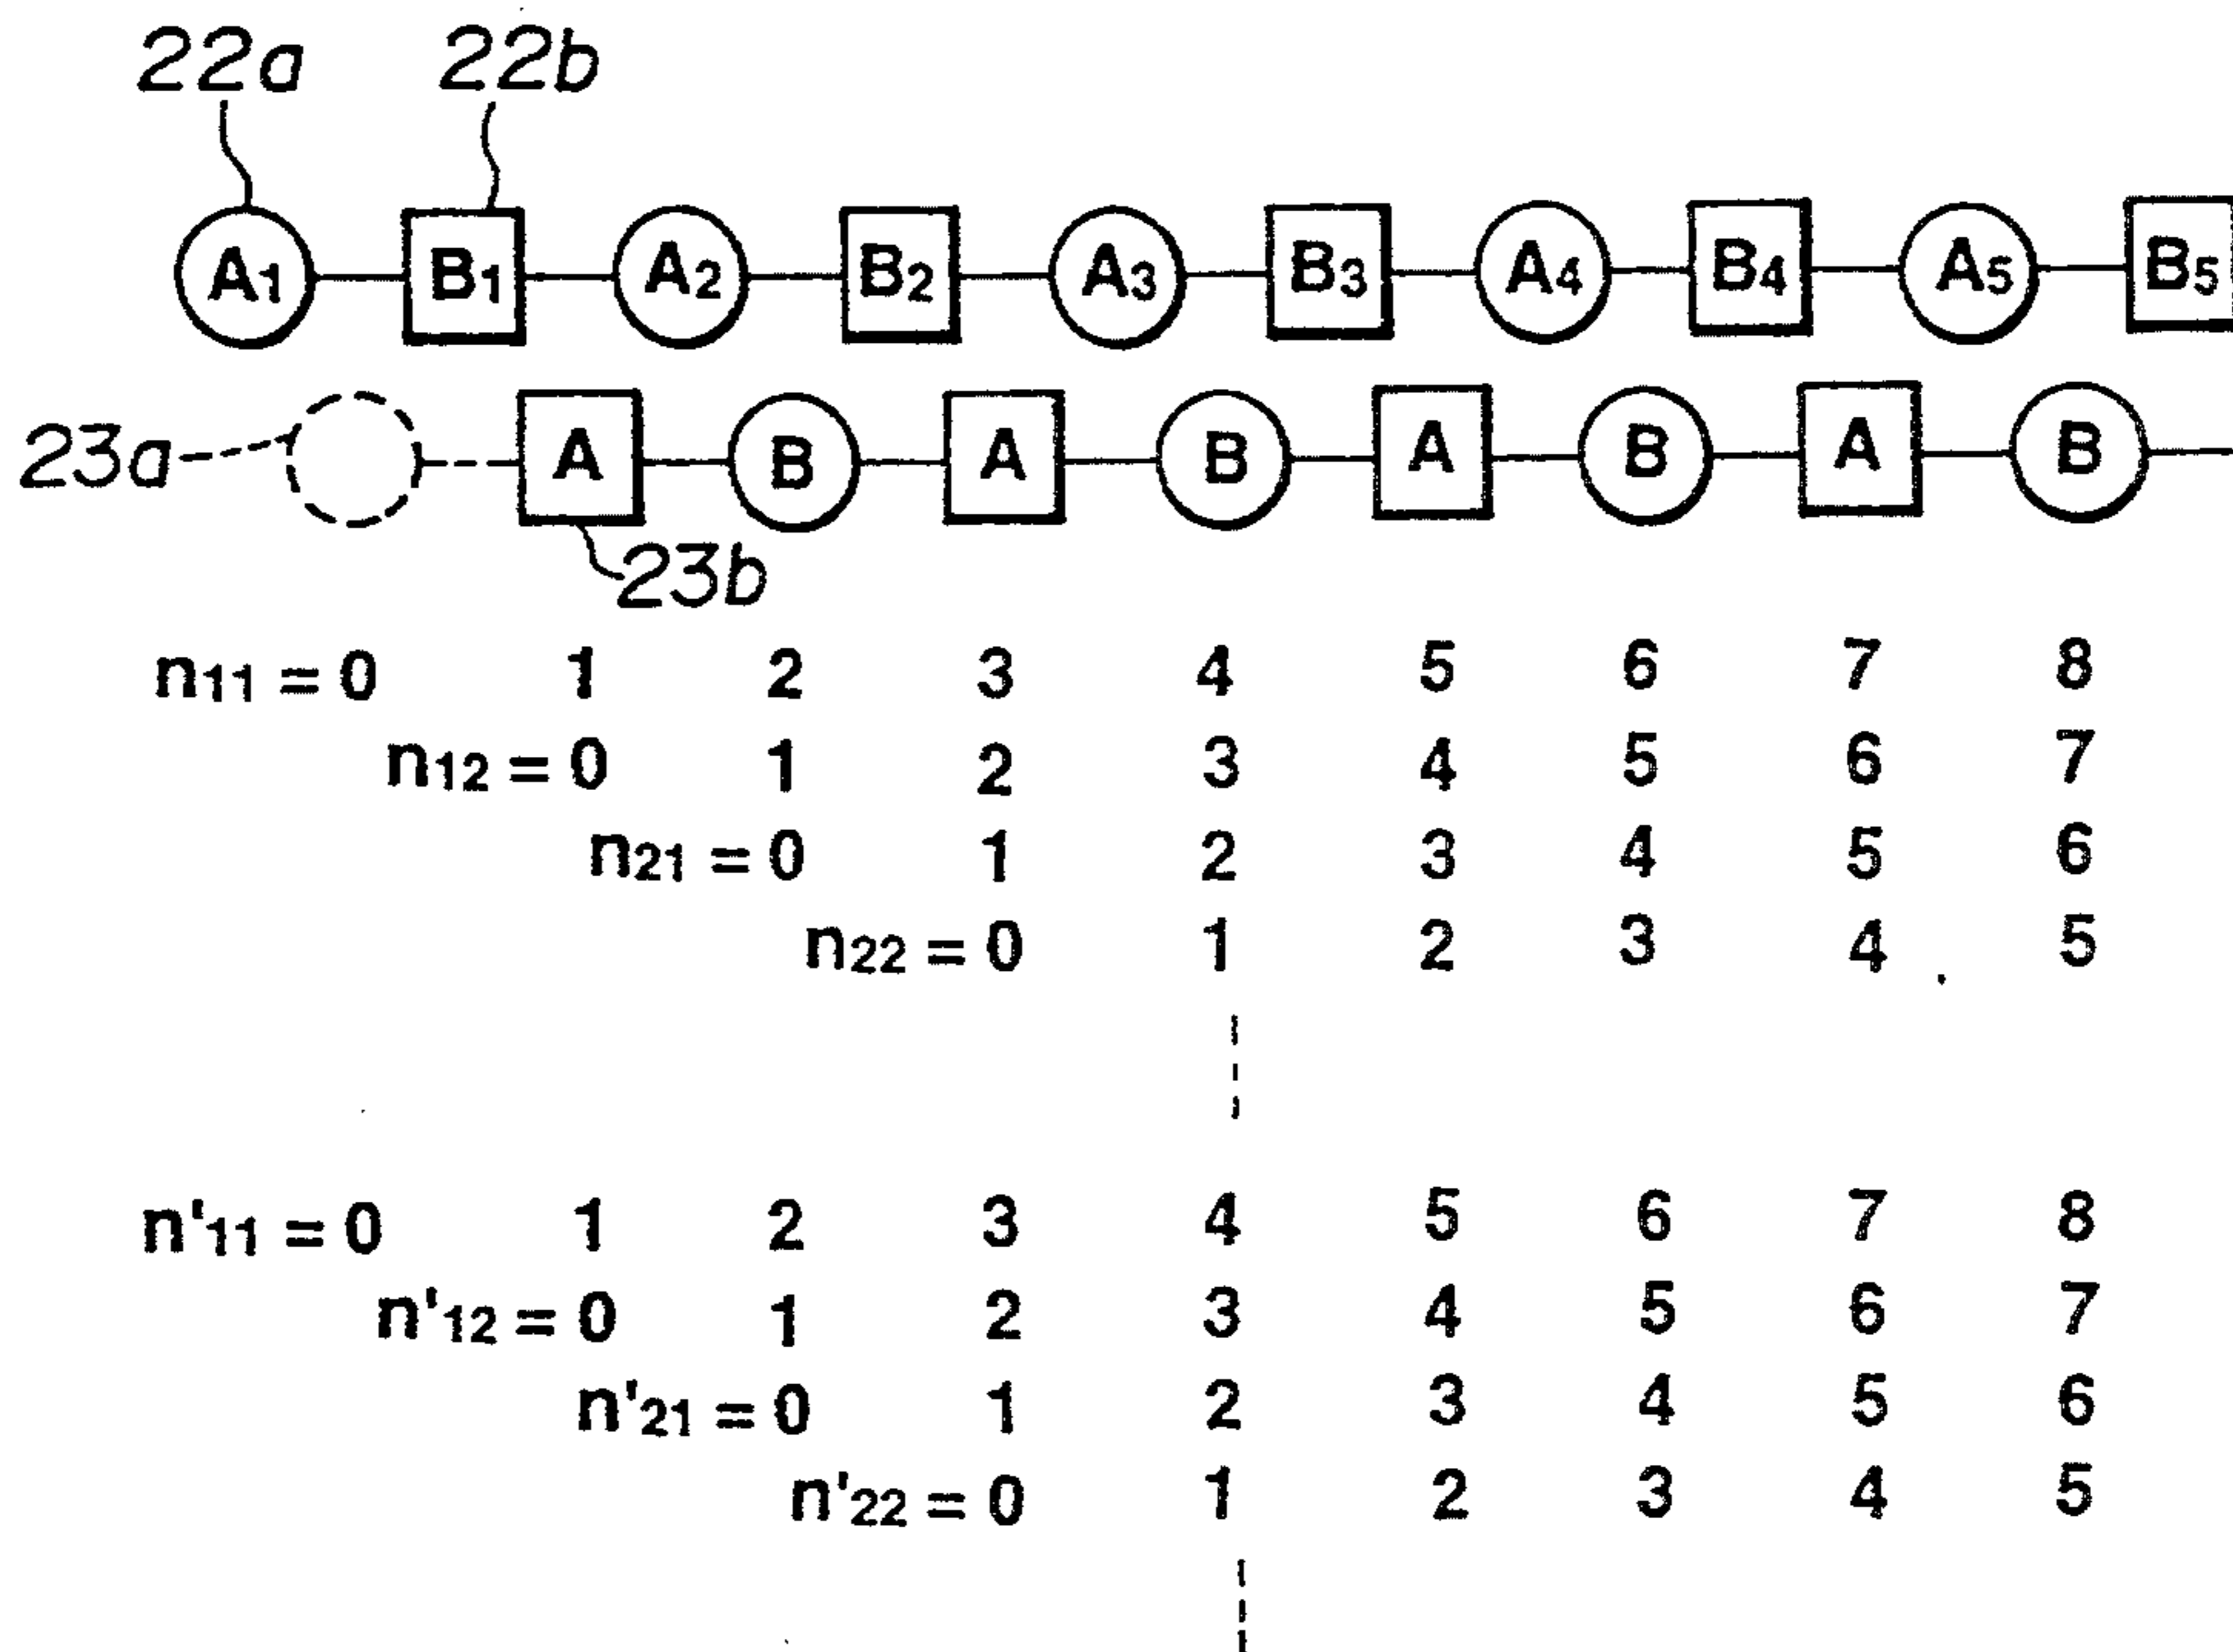 22a 22b
A1 B1 A2 B2 A3 B3 A4 B4 A5 B5
23a A B A B A B A B
23b
n11 = 0 1 2 3 4 5 6 7 8
n12 = 0 1 2 3 4 5 6 7
n21 = 0 1 2 3 4 5 6
n22 = 0 1 2 3 4 5
n'11 = 0 1 2 3 4 5 6 7 8
n'12 = 0 1 2 3 4 5 6 7
n'21 = 0 1 2 3 4 5 6
n'22 = 0 1 2 3 4 5